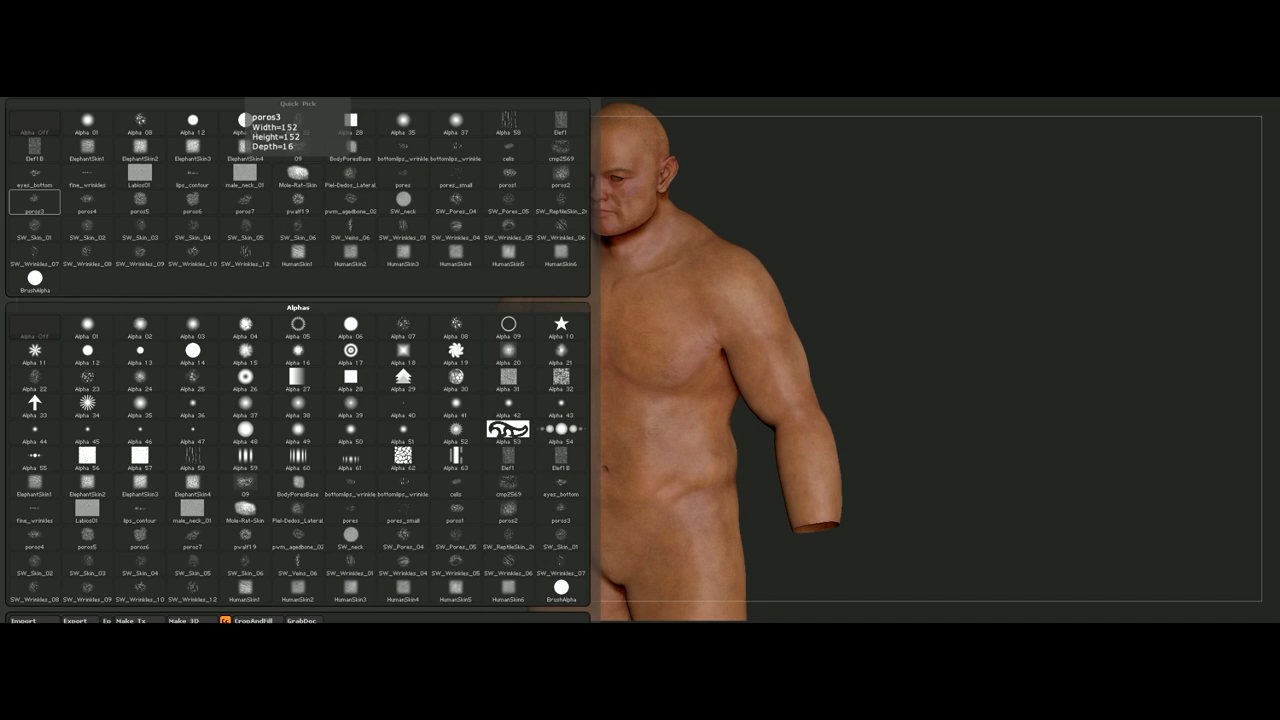 Quick Pick
poros3
Width=152
Height=152
Depth=16
Alpha Off Alpha 01 Alpha 08 Alpha 12 Alpha 28 Alpha 35 Alpha 37 Alpha 58 Elef1
Elef1B ElephantSkin1 ElephantSkin2 ElephantSkin3 ElephantSkin4 09 BodyPoresBase bottomlips_wrinkle bottomlips_wrinkle cells cmp2569
eyes_bottom fine_wrinkles Labios01 lips_contour male_neck_01 Mole-Rat-Skin Piel-Dedos_Lateral pores pores_small poros1 poros2
poros3 poros4 poros5 poros6 poros7 pwalf19 pwm_agedbone_02 SW_neck SW_Pores_04 SW_Pores_05 SW_ReptileSkin_2
SW_Skin_01 SW_Skin_02 SW_Skin_03 SW_Skin_04 SW_Skin_05 SW_Skin_06 SW_Veins_06 SW_Wrinkles_01 SW_Wrinkles_04 SW_Wrinkles_05 SW_Wrinkles_06
SW_Wrinkles_07 SW_Wrinkles_08 SW_Wrinkles_09 SW_Wrinkles_10 SW_Wrinkles_12 HumanSkin1 HumanSkin2 HumanSkin3 HumanSkin4 HumanSkin5 HumanSkin6
BrushAlpha
Alphas
Alpha Off Alpha 01 Alpha 02 Alpha 03 Alpha 04 Alpha 05 Alpha 06 Alpha 07 Alpha 08 Alpha 09 Alpha 10
Alpha 11 Alpha 12 Alpha 13 Alpha 14 Alpha 15 Alpha 16 Alpha 17 Alpha 18 Alpha 19 Alpha 20 Alpha 21
Alpha 22 Alpha 23 Alpha 24 Alpha 25 Alpha 26 Alpha 27 Alpha 28 Alpha 29 Alpha 30 Alpha 31 Alpha 32
Alpha 33 Alpha 34 Alpha 35 Alpha 36 Alpha 37 Alpha 38 Alpha 39 Alpha 40 Alpha 41 Alpha 42 Alpha 43
Alpha 44 Alpha 45 Alpha 46 Alpha 47 Alpha 48 Alpha 49 Alpha 50 Alpha 51 Alpha 52 Alpha 53 Alpha 54
Alpha 55 Alpha 56 Alpha 57 Alpha 58 Alpha 59 Alpha 60 Alpha 61 Alpha 62 Alpha 63 Elef1 Elef1B
ElephantSkin1 ElephantSkin2 ElephantSkin3 ElephantSkin4 09 BodyPoresBase bottomlips_wrinkle bottomlips_wrinkle cells cmp2569 eyes_bottom
fine_wrinkles Labios01 lips_contour male_neck_01 Mole-Rat-Skin Piel-Dedos_Lateral pores pores_small poros1 poros2 poros3
poros4 poros5 poros6 poros7 pwalf19 pwm_agedbone_02 SW_neck SW_Pores_04 SW_Pores_05 SW_ReptileSkin_2 SW_Skin_01
SW_Skin_02 SW_Skin_03 SW_Skin_04 SW_Skin_05 SW_Skin_06 SW_Veins_06 SW_Wrinkles_01 SW_Wrinkles_04 SW_Wrinkles_05 SW_Wrinkles_06 SW_Wrinkles_07
SW_Wrinkles_08 SW_Wrinkles_09 SW_Wrinkles_10 SW_Wrinkles_12 HumanSkin1 HumanSkin2 HumanSkin3 HumanSkin4 HumanSkin5 HumanSkin6 BrushAlpha
Import Export Ep Make Tx Make 3D Cc CropAndFill GrabDoc